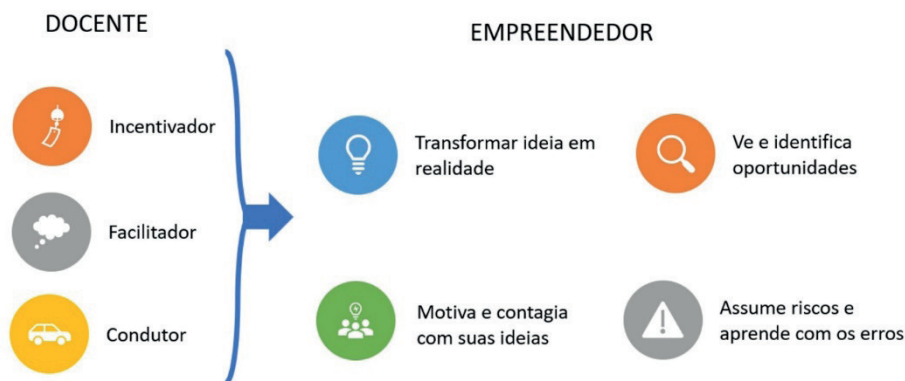 DOCENTE
EMPREENDEDOR
Incentivador
Facilitador
Condutor
Transformar ideia em
realidade
Ve e identifica
oportunidades
Motiva e contagia
com suas ideias
Assume riscos e
aprende com os erros